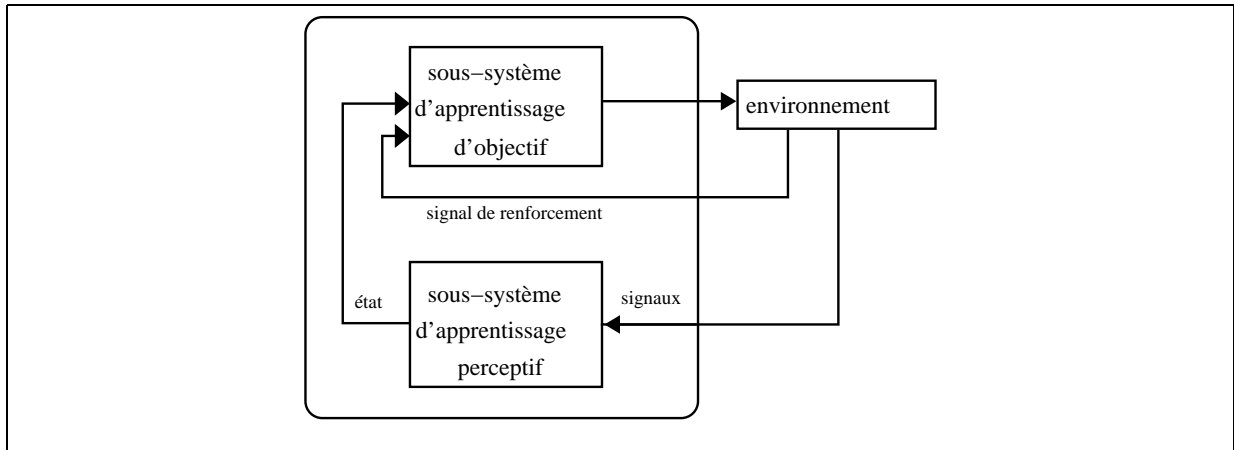 sous−système
d'apprentissage
d'objectif
environnement
signal de renforcement
état
sous−système
d'apprentissage
perceptif
signaux